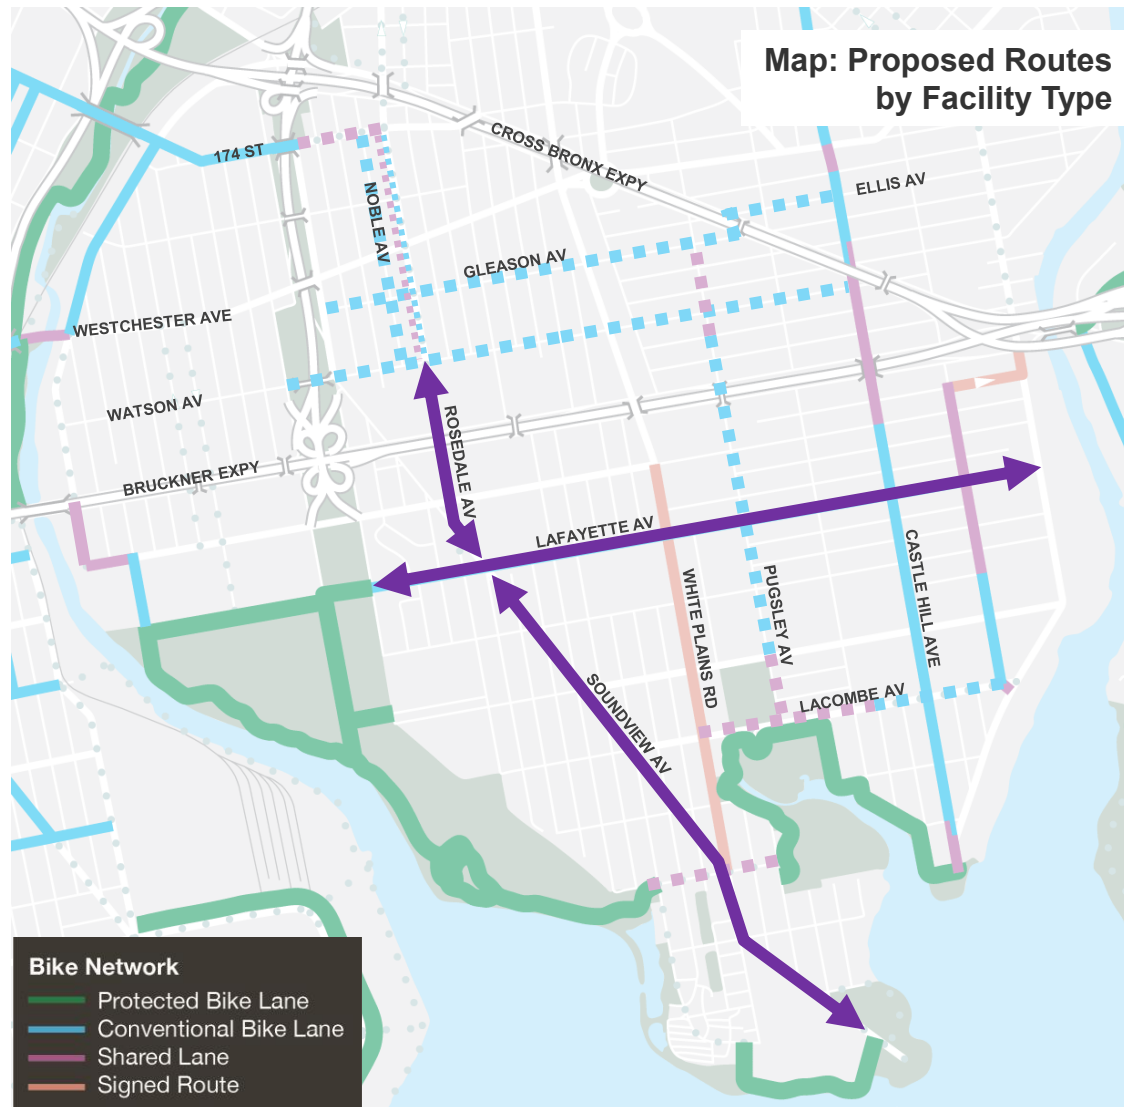 Map: Proposed Routes
by Facility Type
CROSS BRONX EXPY
174 ST
ELLIS AV
NOBLE AV
GLEASON AV
WESTCHESTER AVE
WATSON AV
ROSEDALE AV
BRUCKNER EXPY
LAFAYETTE AV
CASTLE HILL AVE
WHITE PLAINS RD
PUGSLEY AV
SOUNDVIEW AV
LACOMBE AV
Bike Network
Protected Bike Lane
Conventional Bike Lane
Shared Lane
Signed Route